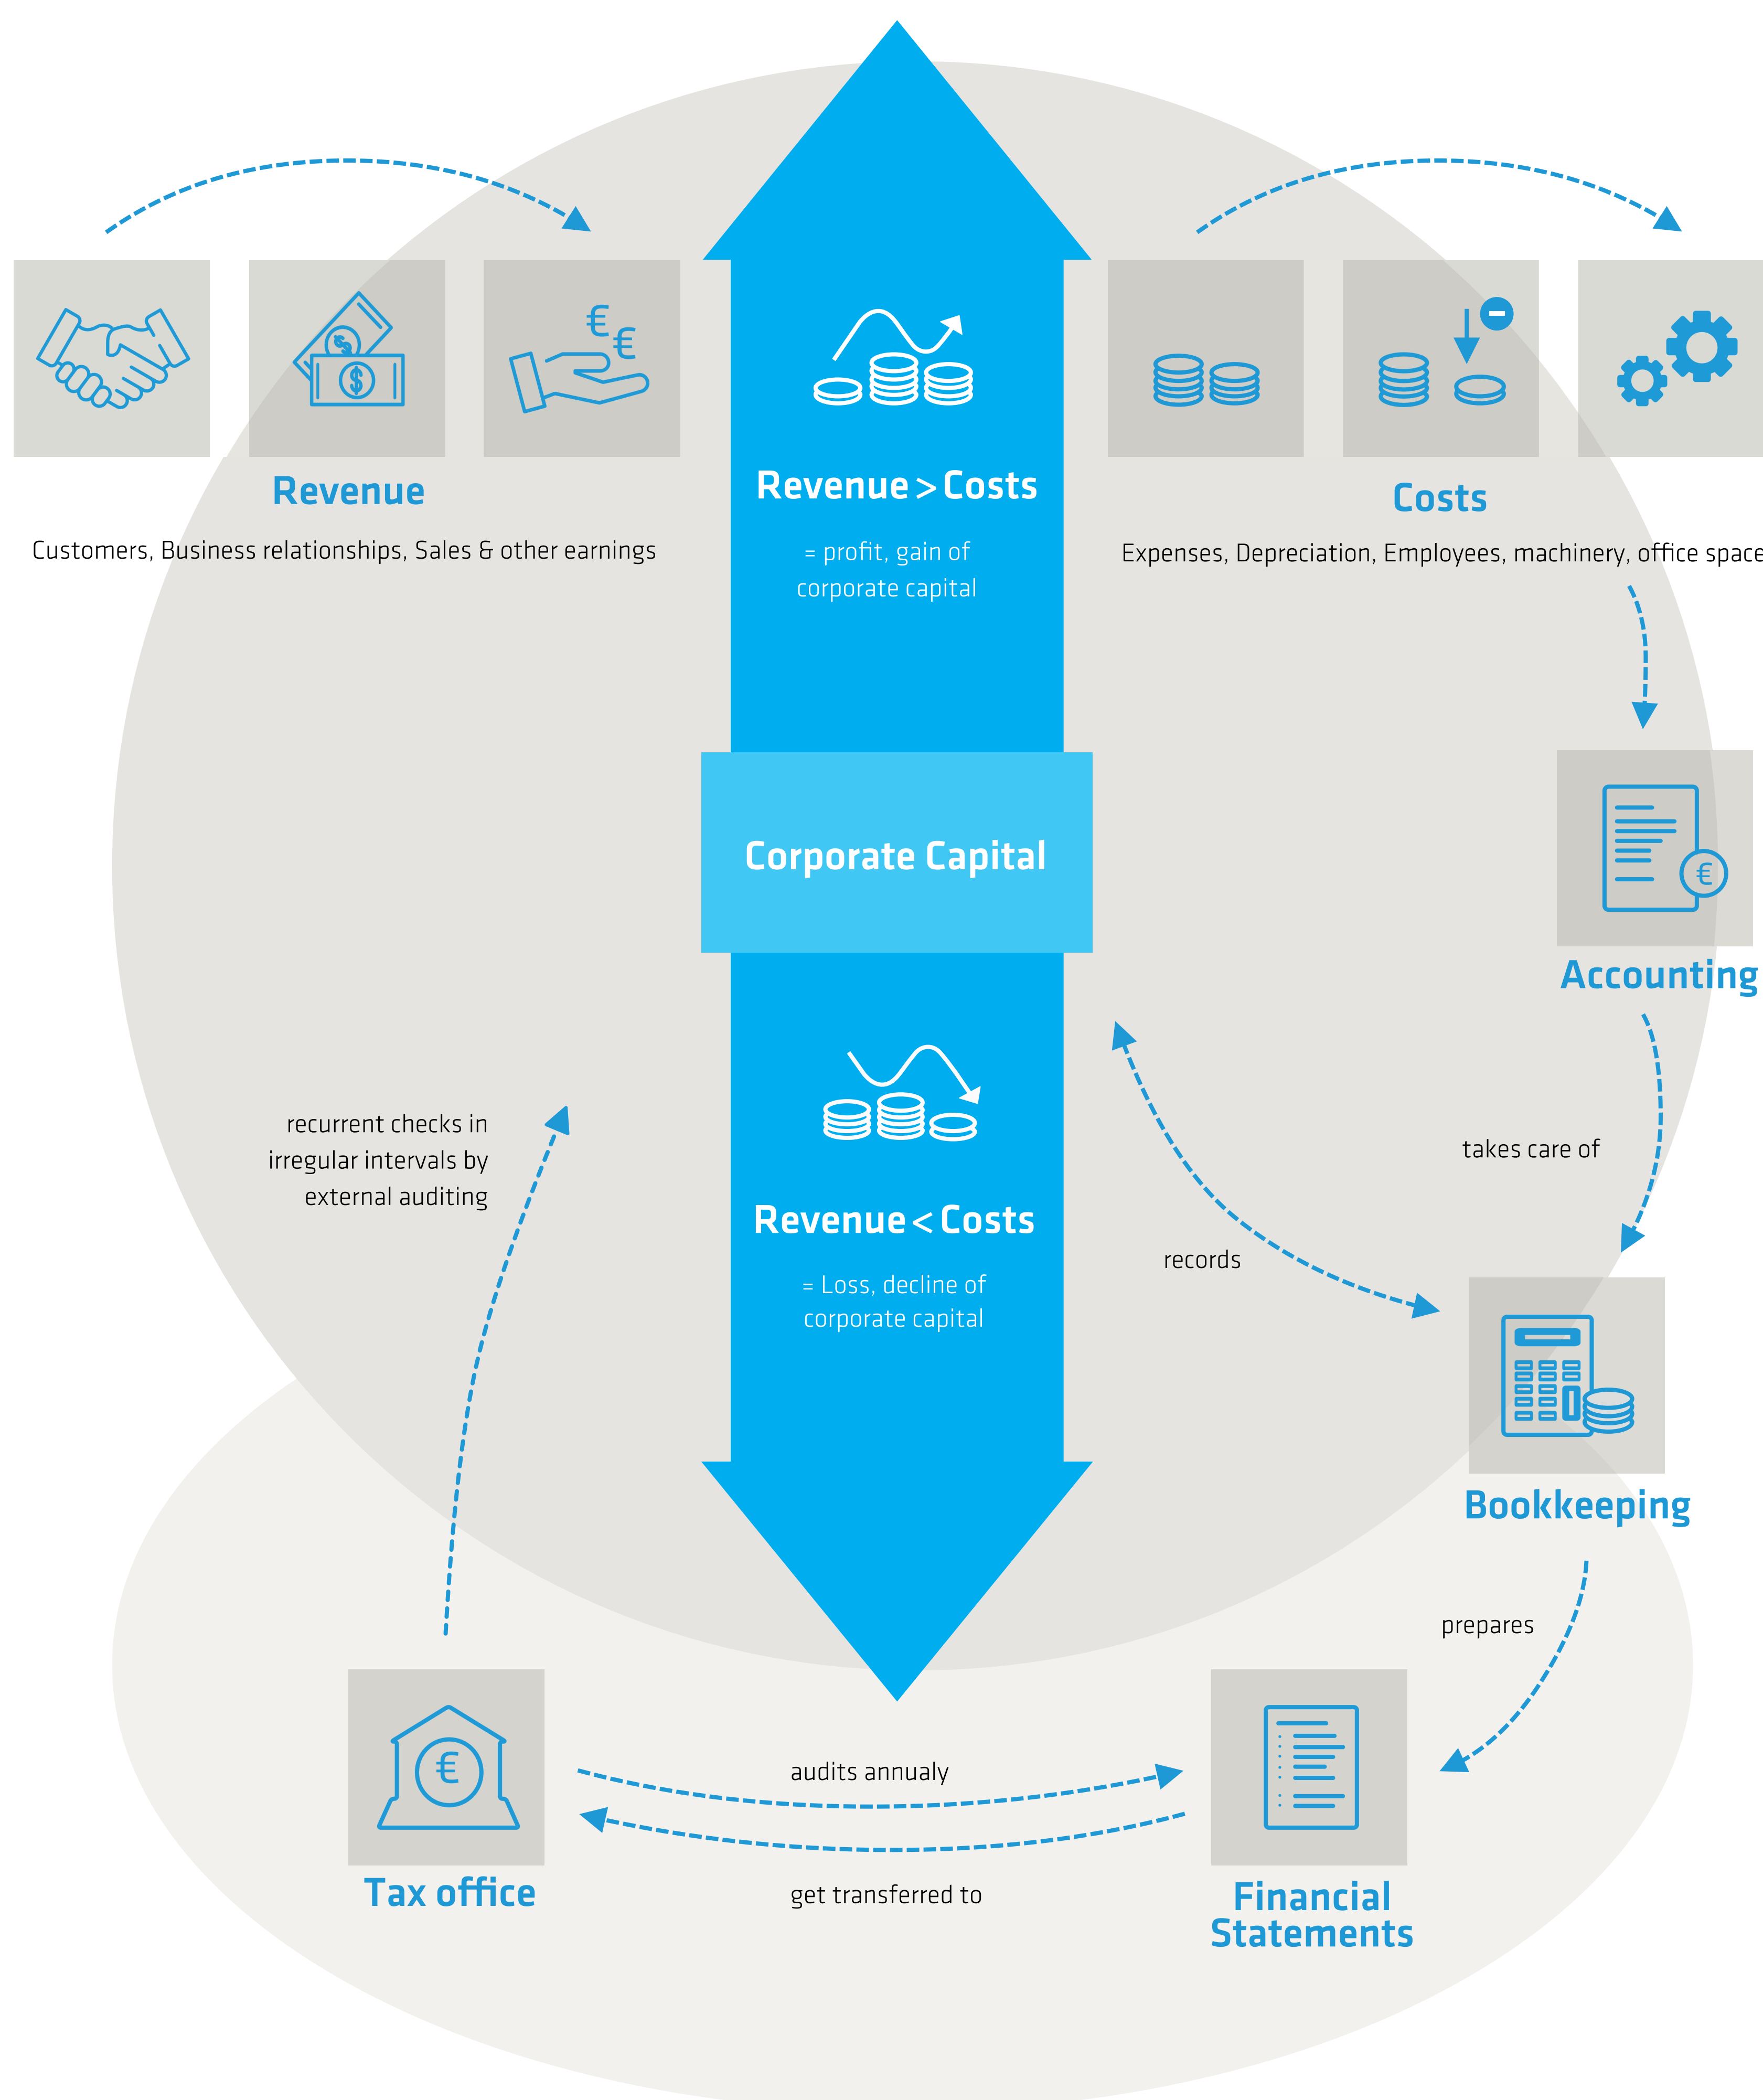 Revenue
Customers, Business relationships, Sales & other earnings
Revenue > Costs
= profit, gain of
corporate capital
Costs
Expenses, Depreciation, Employees, machinery, office space
Corporate Capital
€
Accounting
recurrent checks in
irregular intervals by
external auditing
takes care of
records
Revenue < Costs
= Loss, decline of
corporate capital
Bookkeeping
prepares
€
Tax office
audits annualy
get transferred to
Financial
Statements